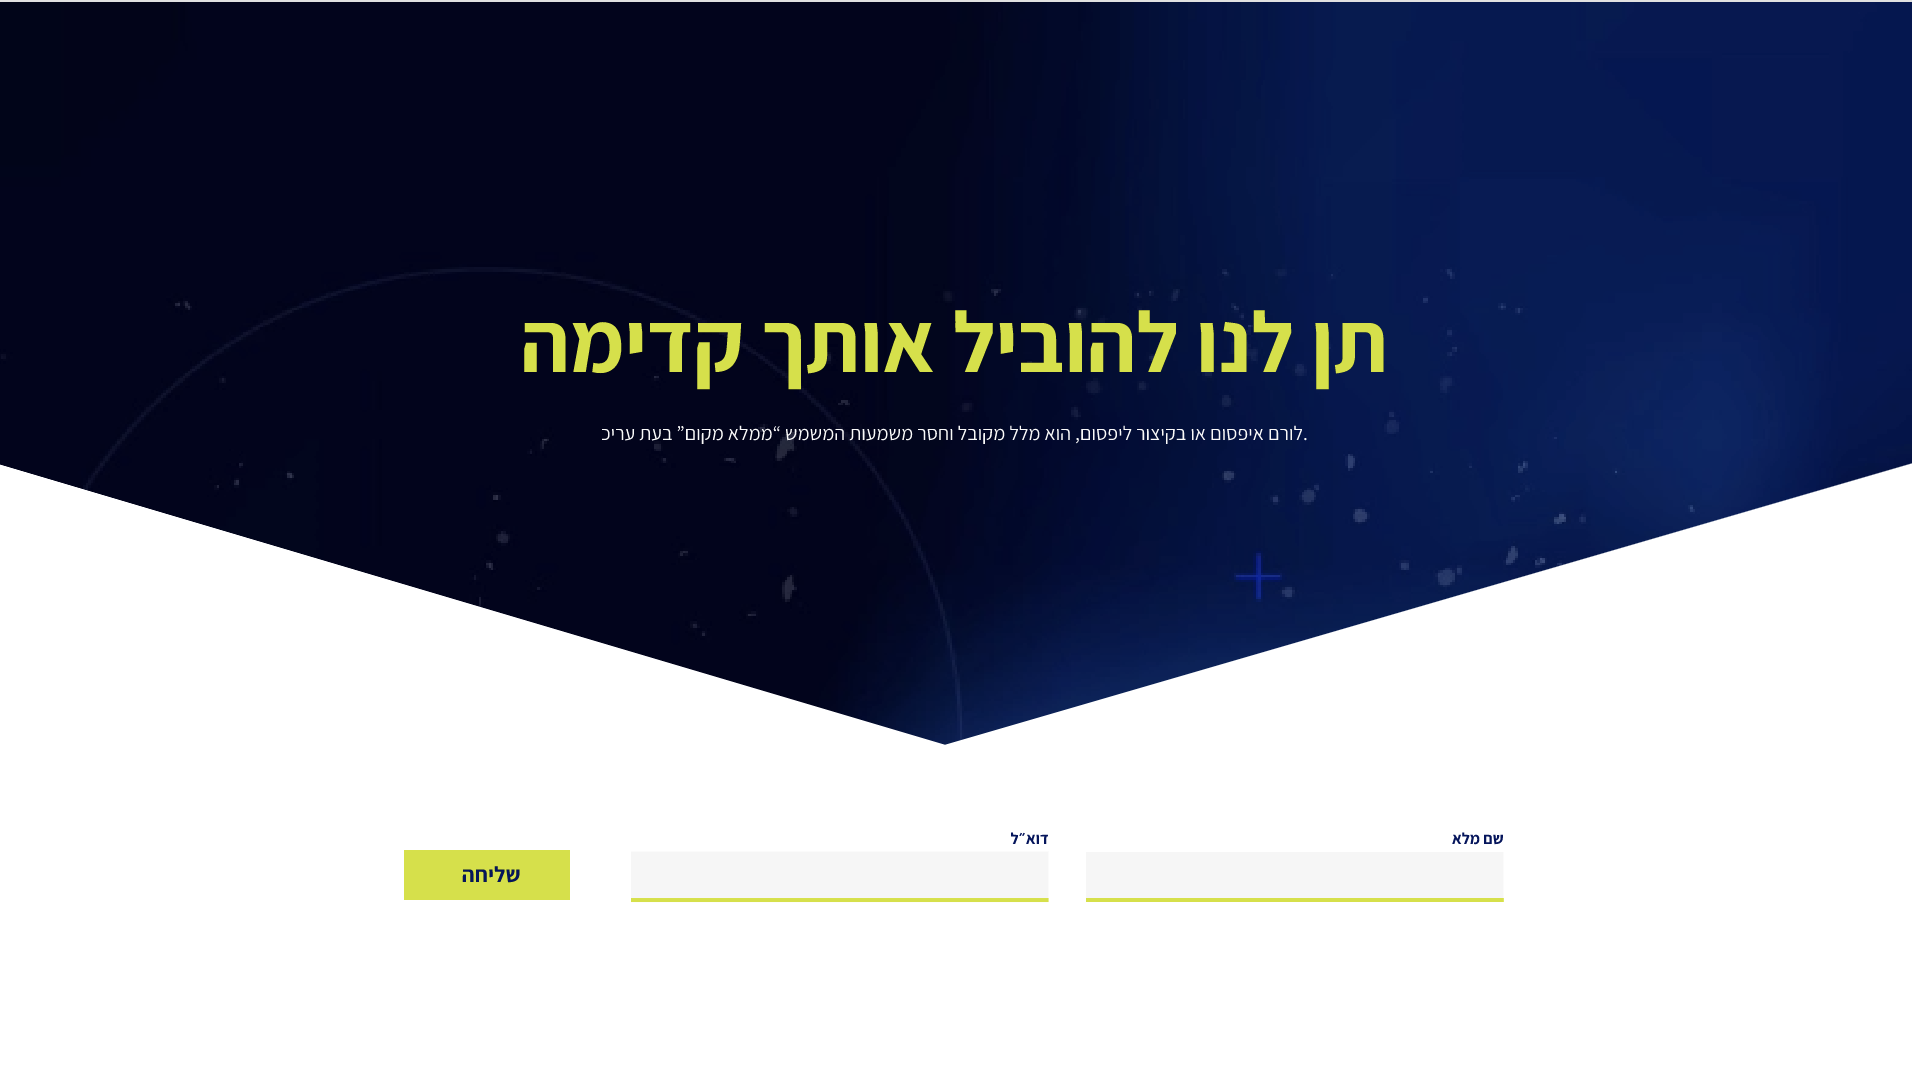 תן לנו להוביל אותך קדימה
לורם איפסום או בקיצור ליפסום, הוא מלל מקובל וחסר משמעות המשמש “ממלא מקום” בעת עריכ.
שם מלא
דוא״ל
שליחה